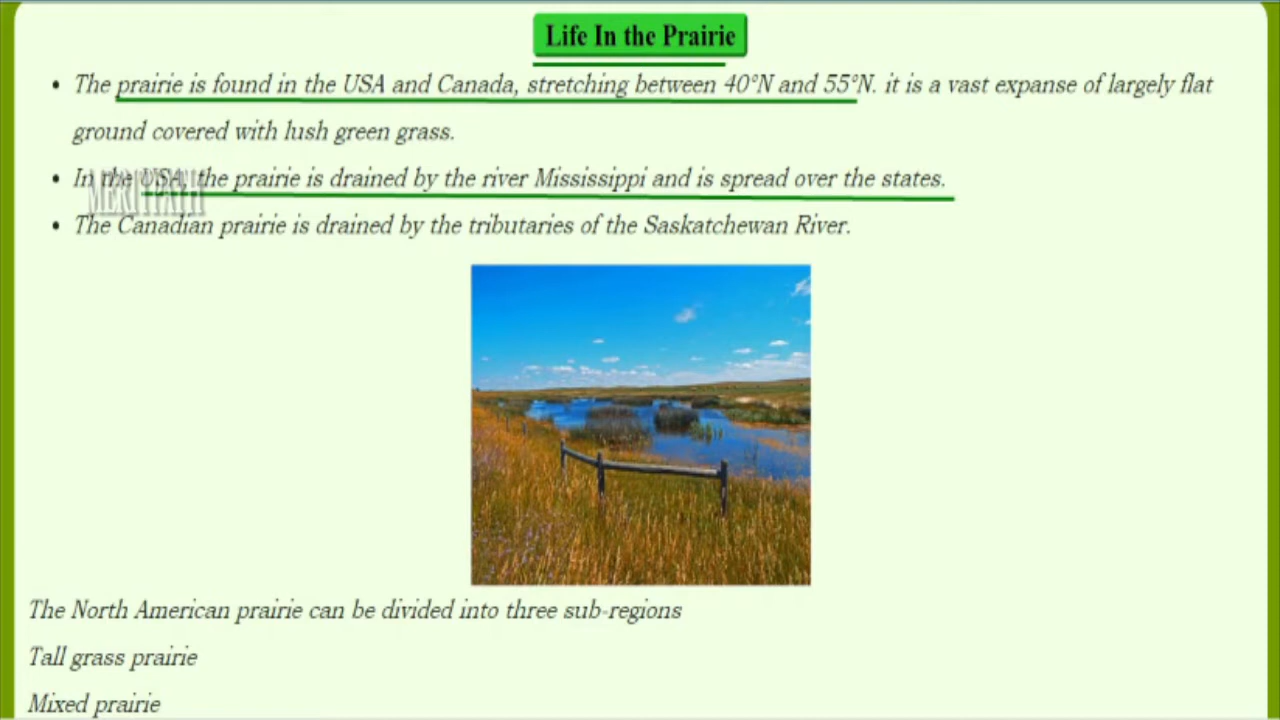 Life In the Prairie
• The prairie is found in the USA and Canada, stretching between 40°N and 55°N. it is a vast expanse of largely flat
ground covered with lush green grass.
• In the USA, the prairie is drained by the river Mississippi and is spread over the states.
MERITPATH
• The Canadian prairie is drained by the tributaries of the Saskatchewan River.
The North American prairie can be divided into three sub-regions
Tall grass prairie
Mixed prairie